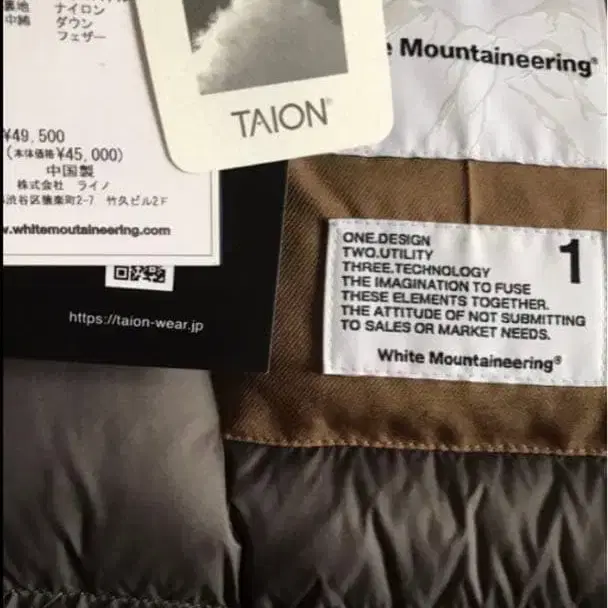 裏地 ナイロン
中綿 ダウン
フェザー
¥49,500
(本体価格¥45,000)
中国製
株式会社 ライノ
渋谷区猿楽町2-7 竹久ビル2F
w.whitemoutaineering.com
https://taion-wear.jp
TAION®
e Mountaineering®
ONE.DESIGN
TWO.UTILITY
THREE.TECHNOLOGY
THE IMAGINATION TO FUSE
THESE ELEMENTS TOGETHER.
THE ATTITUDE OF NOT SUBMITTING
TO SALES OR MARKET NEEDS.
1
White Mountaineering®